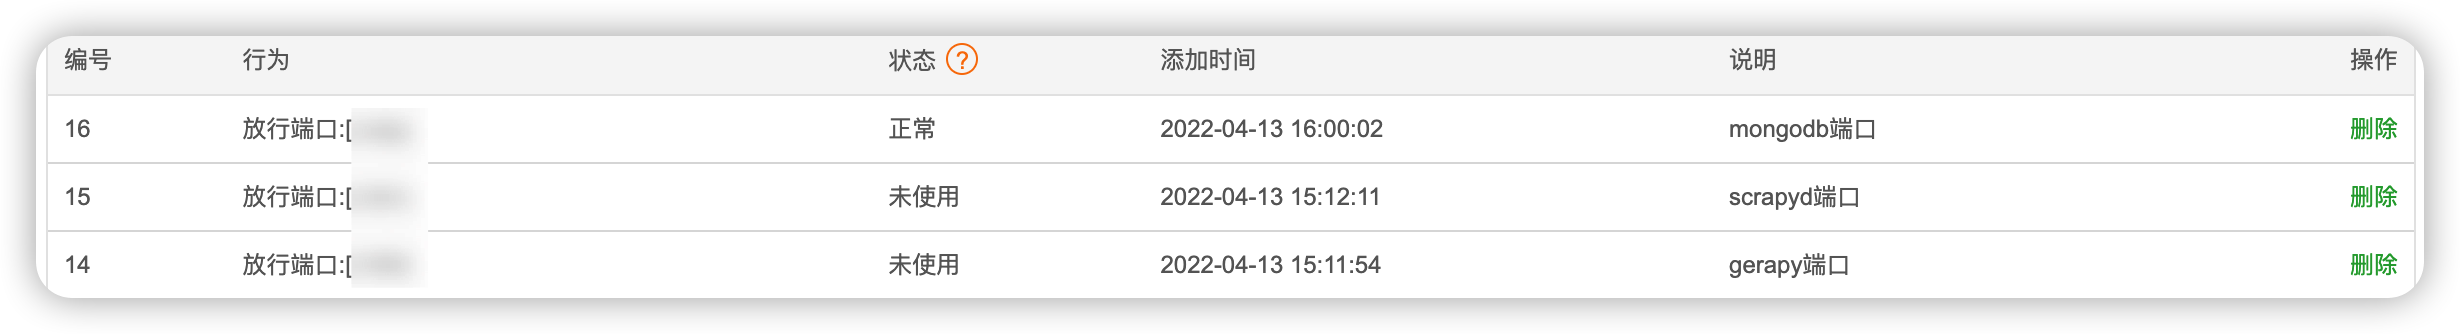 编号 行为 状态 ? 添加时间 说明 操作
16 放行端口:[ 正常 2022-04-13 16:00:02 mongodb端口 删除
15 放行端口:[ 未使用 2022-04-13 15:12:11 scrapyd端口 删除
14 放行端口:[ 未使用 2022-04-13 15:11:54 gerapy端口 删除